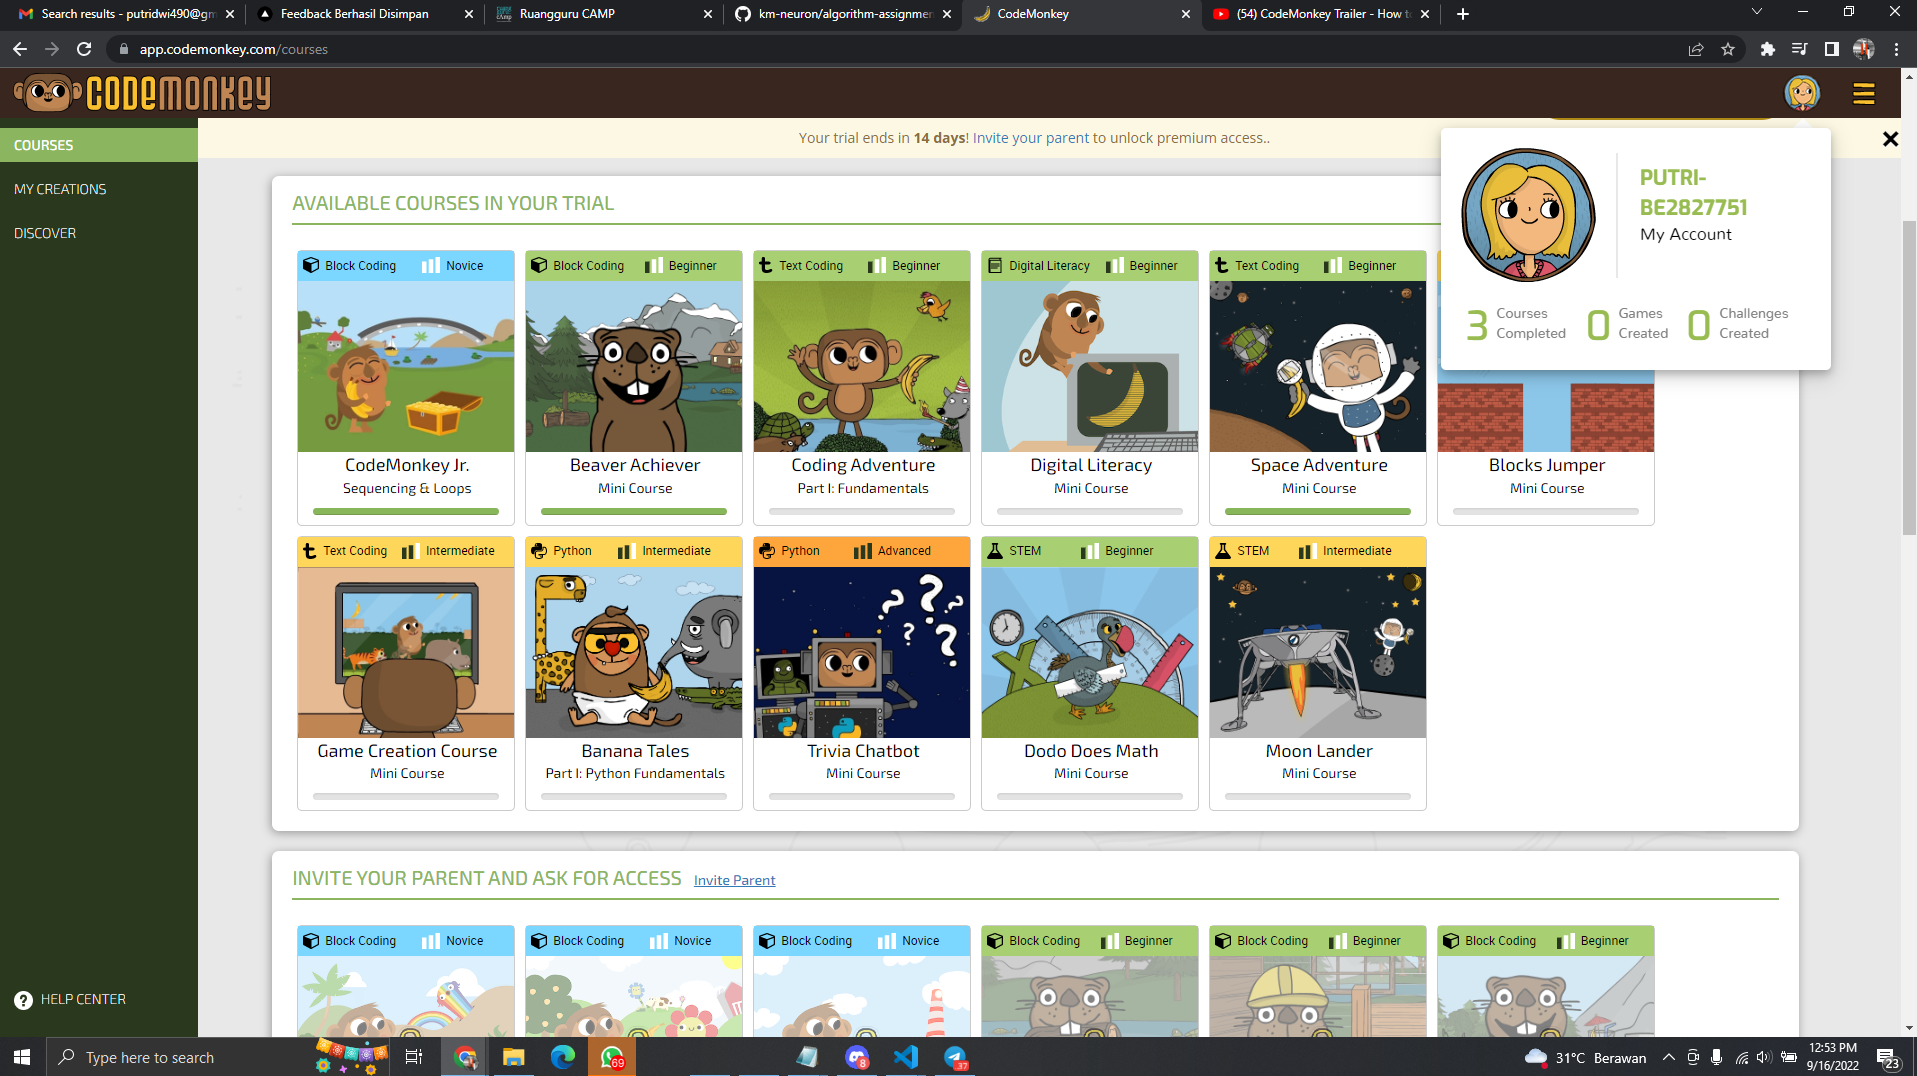 Search results - putridwi490@gm
Feedback Berhasil Disimpan
Ruangguru CAMP
km-neuron/algorithm-assignmen
CodeMonkey
(54) CodeMonkey Trailer - How to
app.codemonkey.com/courses
CODEMONKEY
Your trial ends in 14 days! Invite your parent to unlock premium access..
COURSES
MY CREATIONS
DISCOVER
HELP CENTER
PUTRI-
BE2827751
My Account
3 Courses Completed
0 Games Created
0 Challenges Created
AVAILABLE COURSES IN YOUR TRIAL
Block Coding Novice
CodeMonkey Jr.
Sequencing & Loops
Block Coding Beginner
Beaver Achiever
Mini Course
Text Coding Beginner
Coding Adventure
Part I: Fundamentals
Digital Literacy Beginner
Digital Literacy
Mini Course
Text Coding Beginner
Space Adventure
Mini Course
Blocks Jumper
Mini Course
Text Coding Intermediate
Game Creation Course
Mini Course
Python Intermediate
Banana Tales
Part I: Python Fundamentals
Python Advanced
Trivia Chatbot
Mini Course
STEM Beginner
Dodo Does Math
Mini Course
STEM Intermediate
Moon Lander
Mini Course
INVITE YOUR PARENT AND ASK FOR ACCESS Invite Parent
Block Coding Novice
Block Coding Novice
Block Coding Novice
Block Coding Beginner
Block Coding Beginner
Block Coding Beginner
Type here to search
69
8
37
31°C Berawan
12:53 PM
9/16/2022
23